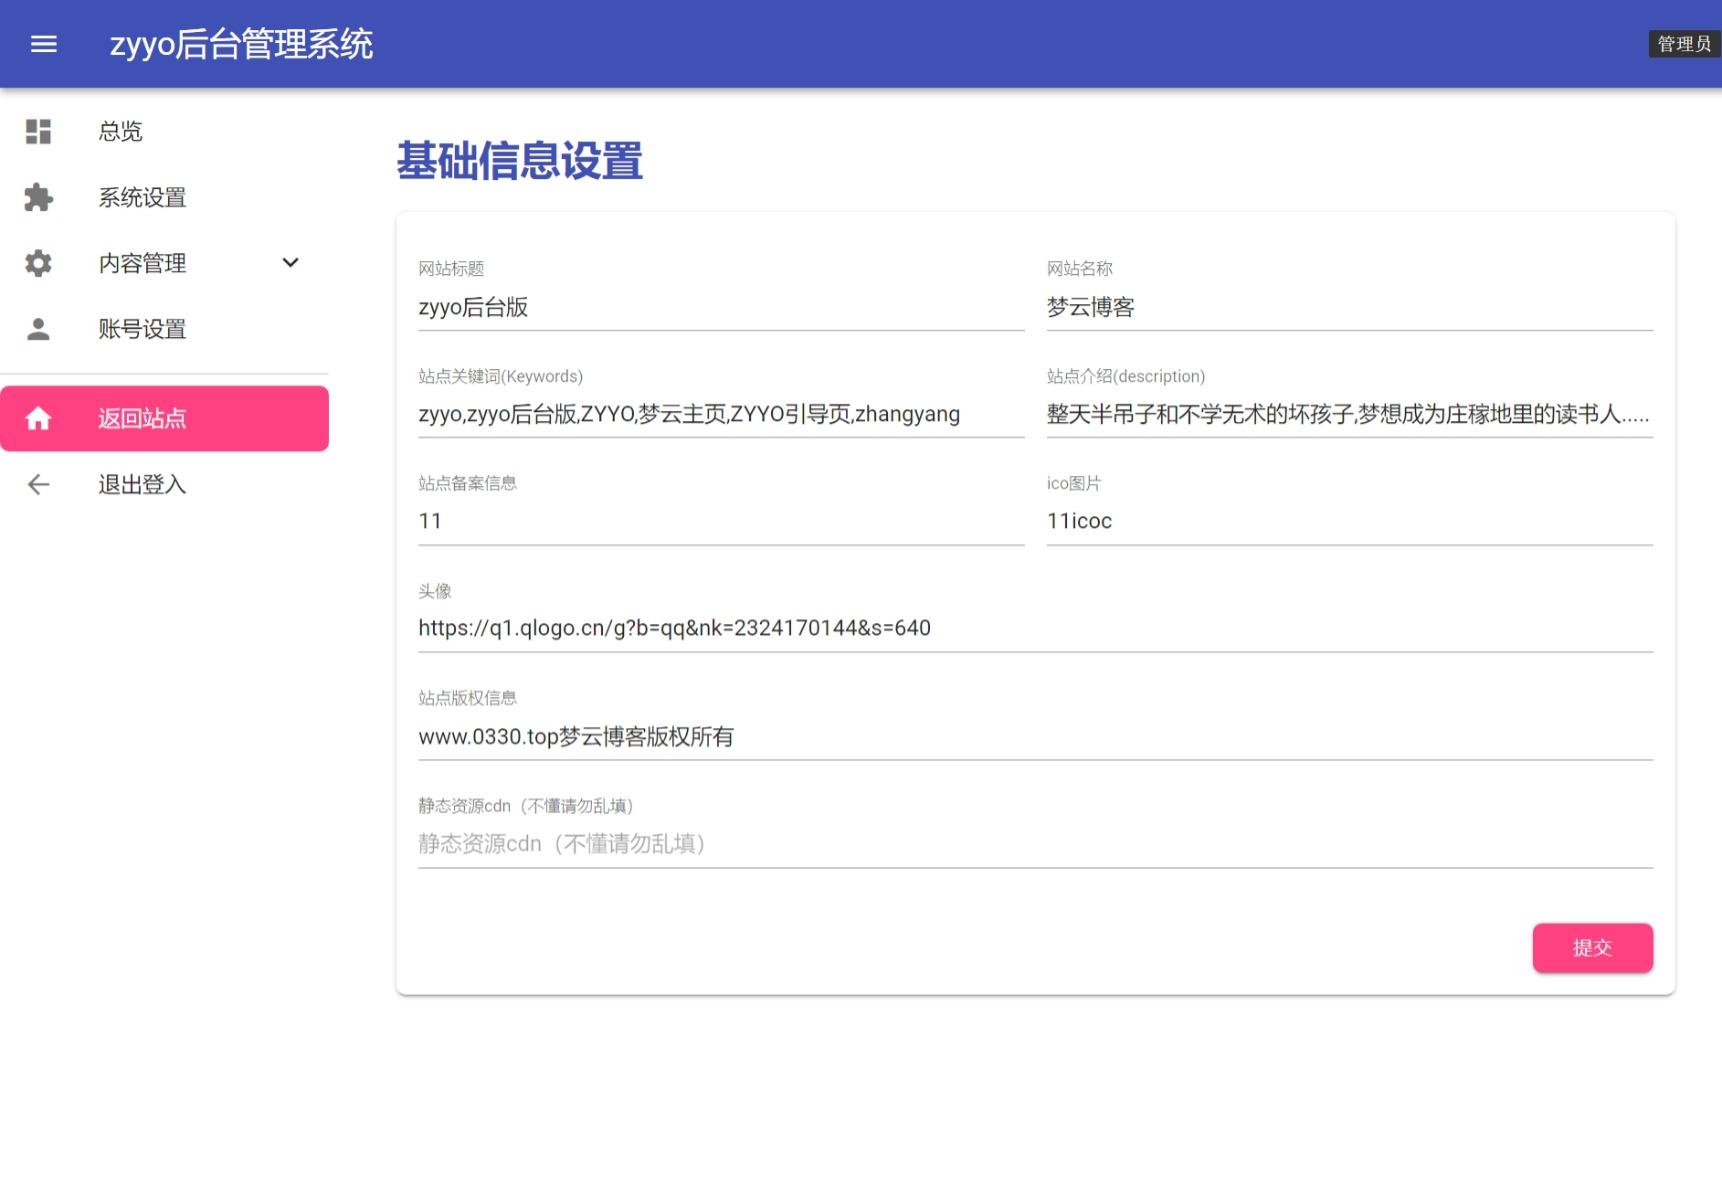 zyyo后台管理系统
管理员
总览
系统设置
内容管理
账号设置
返回站点
退出登入
基础信息设置
网站标题
zyyo后台版
网站名称
梦云博客
站点关键词(Keywords)
zyyo,zyyo后台版,ZYYO,梦云主页,ZYYO引导页,zhangyang
站点介绍(description)
整天半吊子和不学无术的坏孩子,梦想成为庄稼地里的读书人.....
站点备案信息
11
ico图片
11icoc
头像
https://q1.qlogo.cn/g?b=qq&nk=2324170144&s=640
站点版权信息
www.0330.top梦云博客版权所有
静态资源cdn（不懂请勿乱填）
静态资源cdn（不懂请勿乱填）
提交